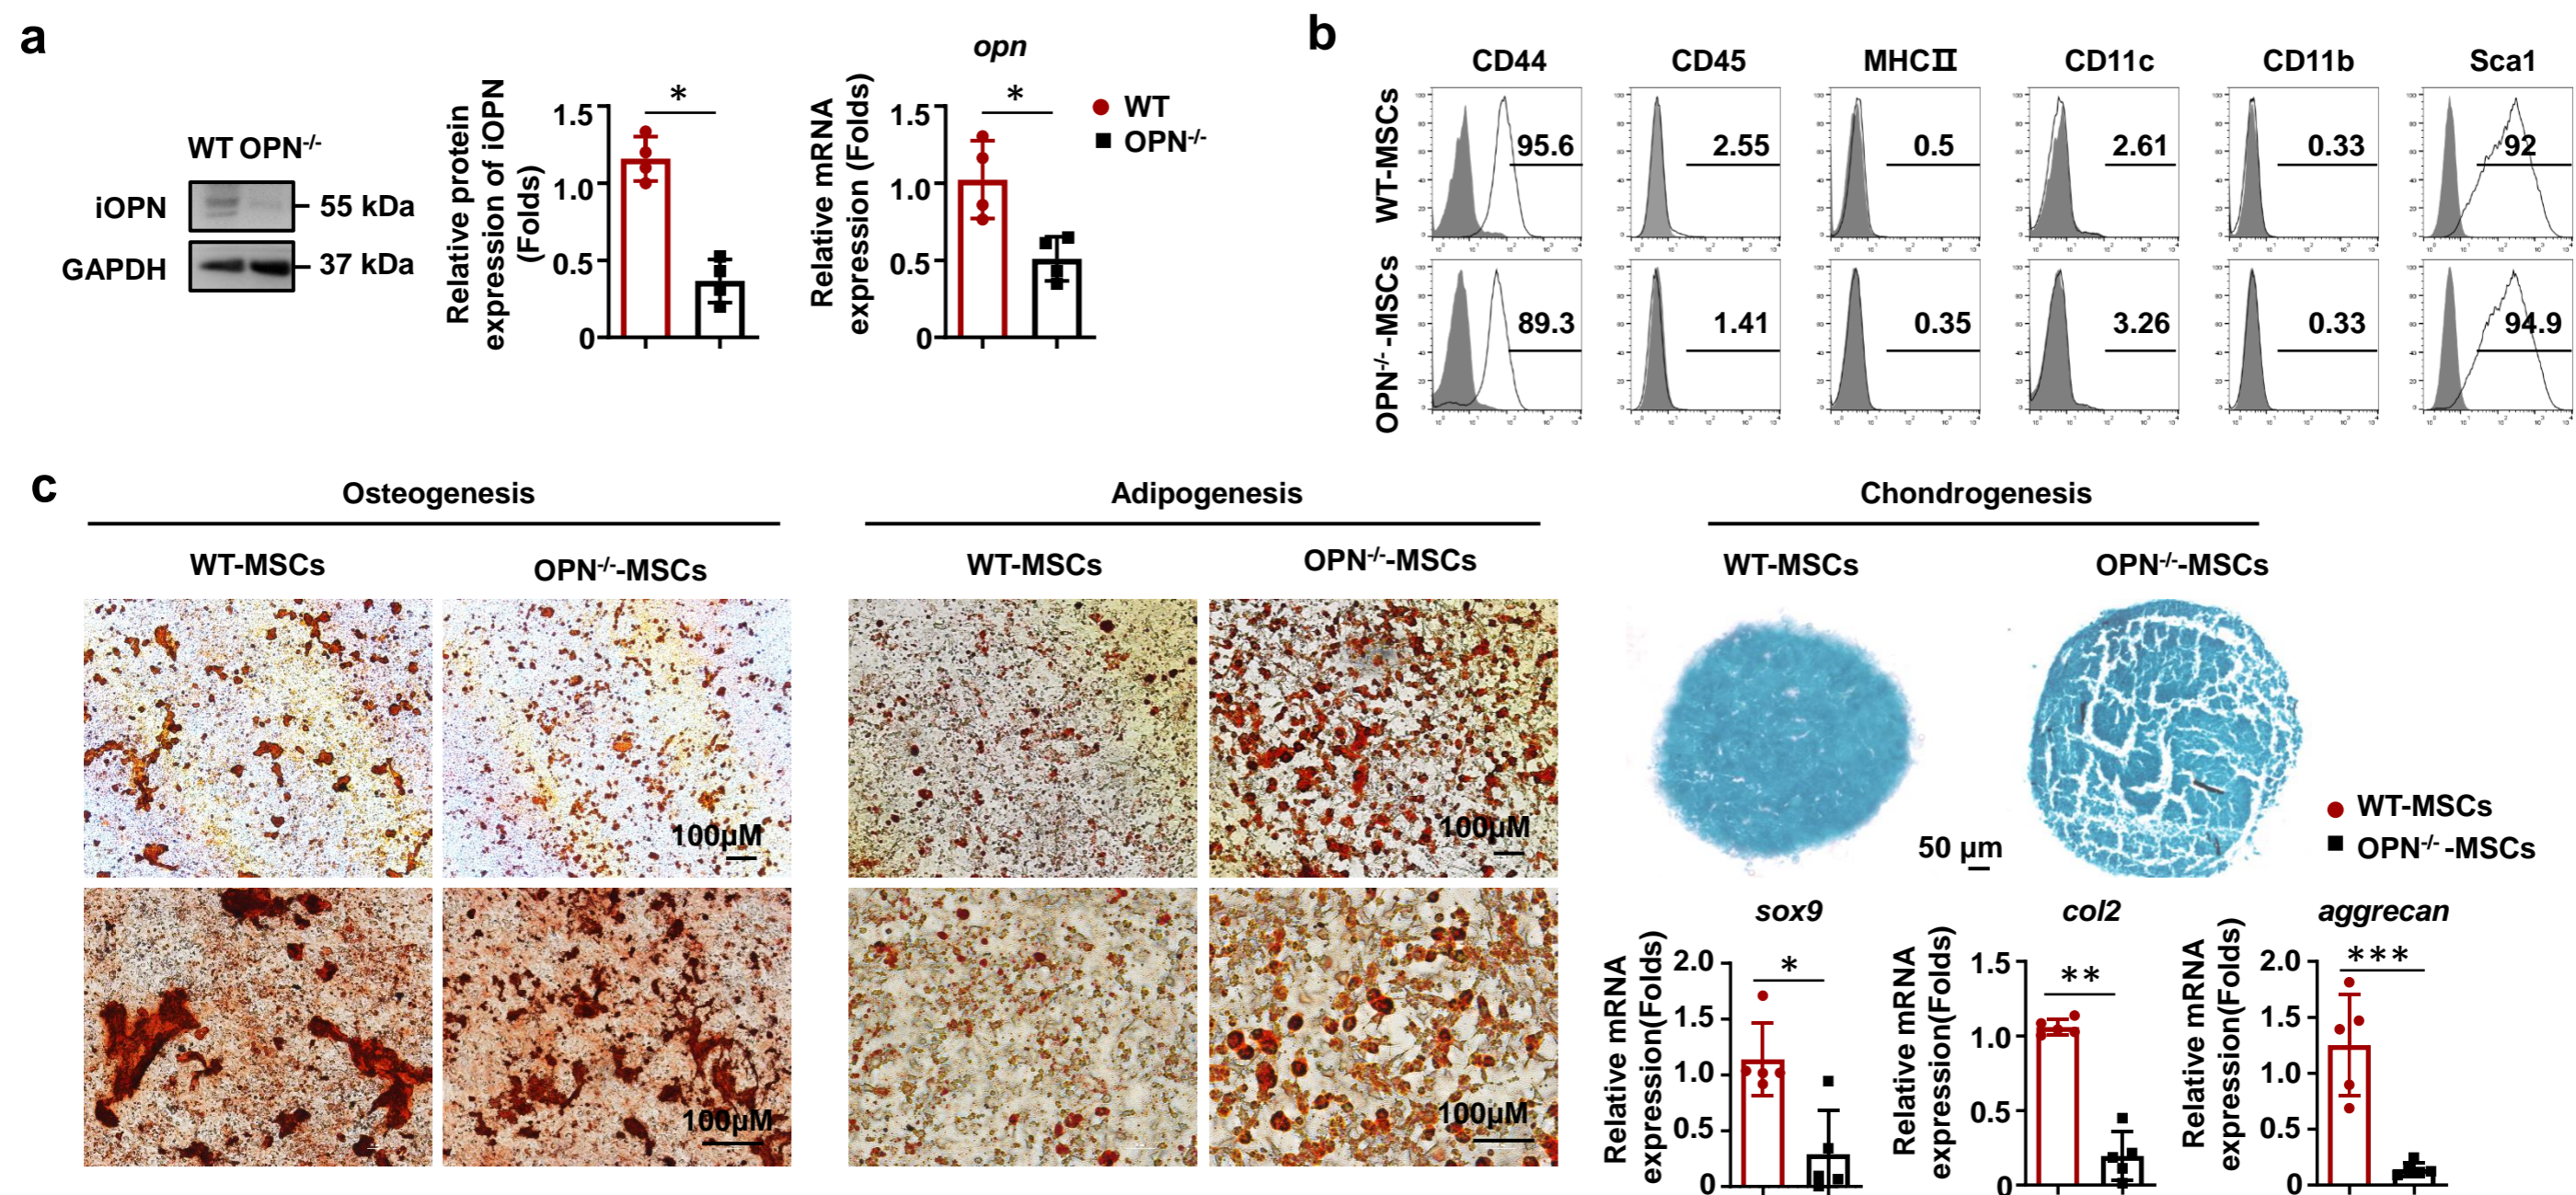 a
WT OPN-/-
iOPN
55 kDa
GAPDH
37 kDa
Relative protein
expression of iOPN
(Folds)
1.5
1.0
0.5
0
*
opn
Relative mRNA
expression (Folds)
1.5
1.0
0.5
0
*
WT
OPN-/-
b
CD44 CD45 MHCⅡ CD11c CD11b Sca1
WT-MSCs
95.6 2.55 0.5 2.61 0.33 92
OPN-/- -MSCs
89.3 1.41 0.35 3.26 0.33 94.9
c
Osteogenesis
WT-MSCs
OPN-/--MSCs
100μM
100μM
Adipogenesis
WT-MSCs
OPN-/--MSCs
100μM
100μM
Chondrogenesis
WT-MSCs
OPN-/--MSCs
50 μm
WT-MSCs
OPN-/- -MSCs
sox9
Relative mRNA
expression(Folds)
2.0
1.5
1.0
0.5
0
*
col2
Relative mRNA
expression(Folds)
1.5
1.0
0.5
0
**
aggrecan
Relative mRNA
expression(Folds)
2.0
1.5
1.0
0.5
0
***